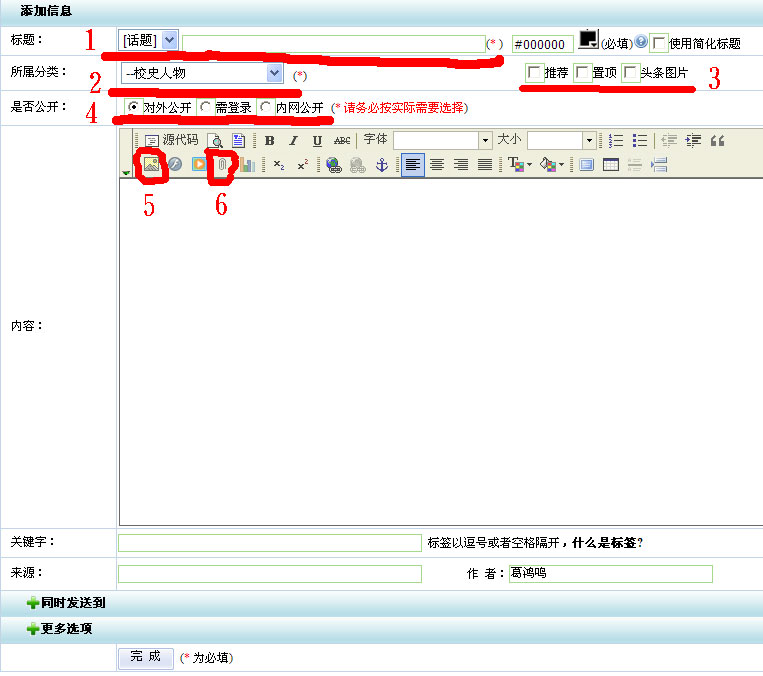 添加信息
标题： 1 [话题] (*) #000000 (必填) 使用简化标题
所属分类： 2 --校史人物 (*) 推荐 置顶 头条图片 3
是否公开： 4 对外公开 需登录 内网公开 (* 请务必按实际需要选择)
源代码 B I U ABC 字体 大小
x₂ x²
5 6
内容：
关键字： 标签以逗号或者空格隔开，什么是标签?
来源： 作 者： 葛鸿鸣
同时发送到
更多选项
完 成 (* 为必填)